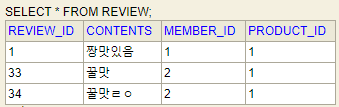 SELECT * FROM REVIEW;
REVIEW_ID CONTENTS MEMBER_ID PRODUCT_ID
1 짱맛있음 1 1
33 꿀맛 2 1
34 꿀맛ㄹㅇ 2 1